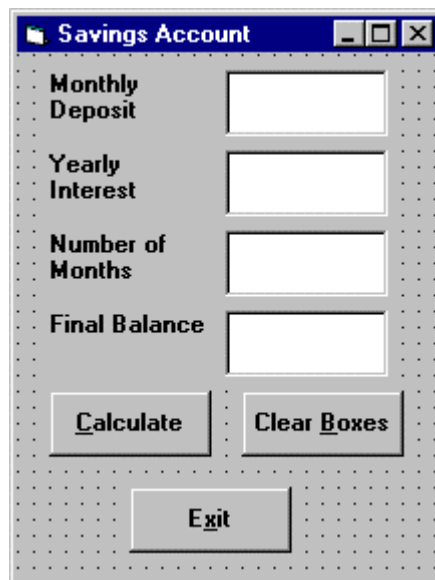 Savings Account
Monthly
Deposit
Yearly
Interest
Number of
Months
Final Balance
Calculate
Clear Boxes
Exit